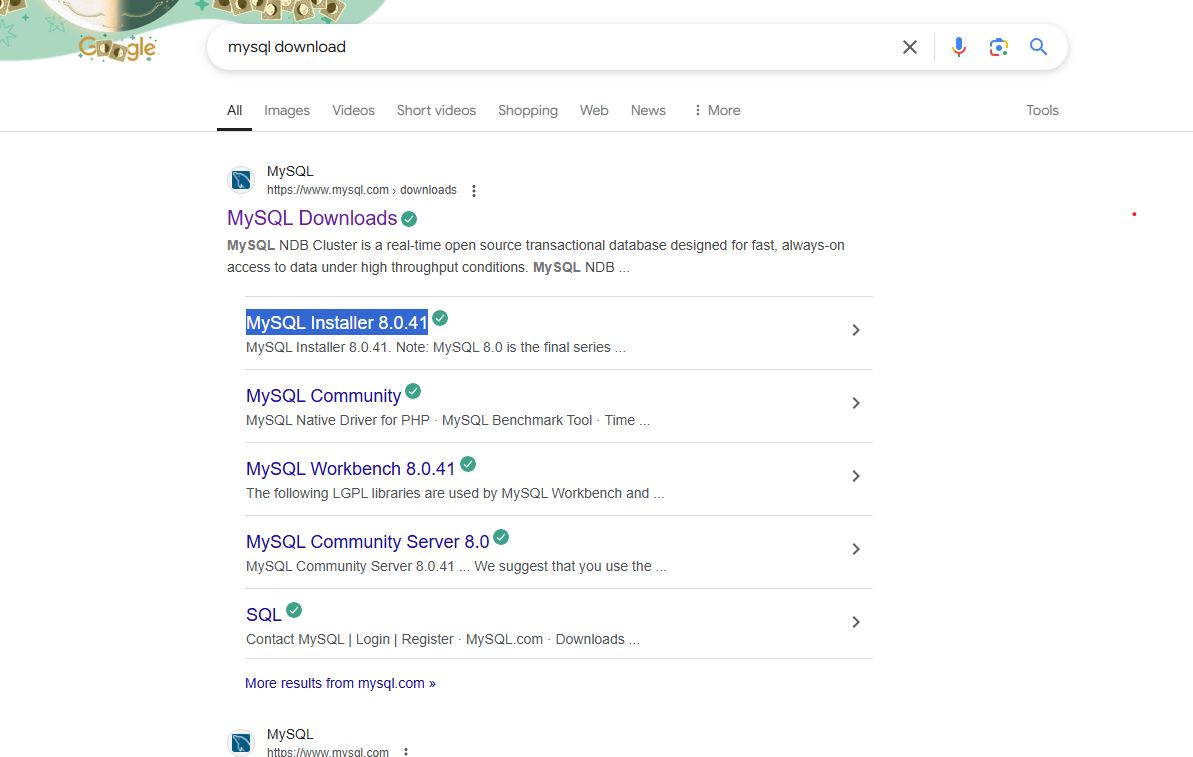 Google
mysql download
All Images Videos Short videos Shopping Web News More Tools
MySQL
https://www.mysql.com › downloads
MySQL Downloads
MySQL NDB Cluster is a real-time open source transactional database designed for fast, always-on
access to data under high throughput conditions. MySQL NDB ...
MySQL Installer 8.0.41
MySQL Installer 8.0.41. Note: MySQL 8.0 is the final series ...
MySQL Community
MySQL Native Driver for PHP · MySQL Benchmark Tool · Time ...
MySQL Workbench 8.0.41
The following LGPL libraries are used by MySQL Workbench and ...
MySQL Community Server 8.0
MySQL Community Server 8.0.41 ... We suggest that you use the ...
SQL
Contact MySQL | Login | Register · MySQL.com · Downloads ...
More results from mysql.com »
MySQL
https://www.mysql.com